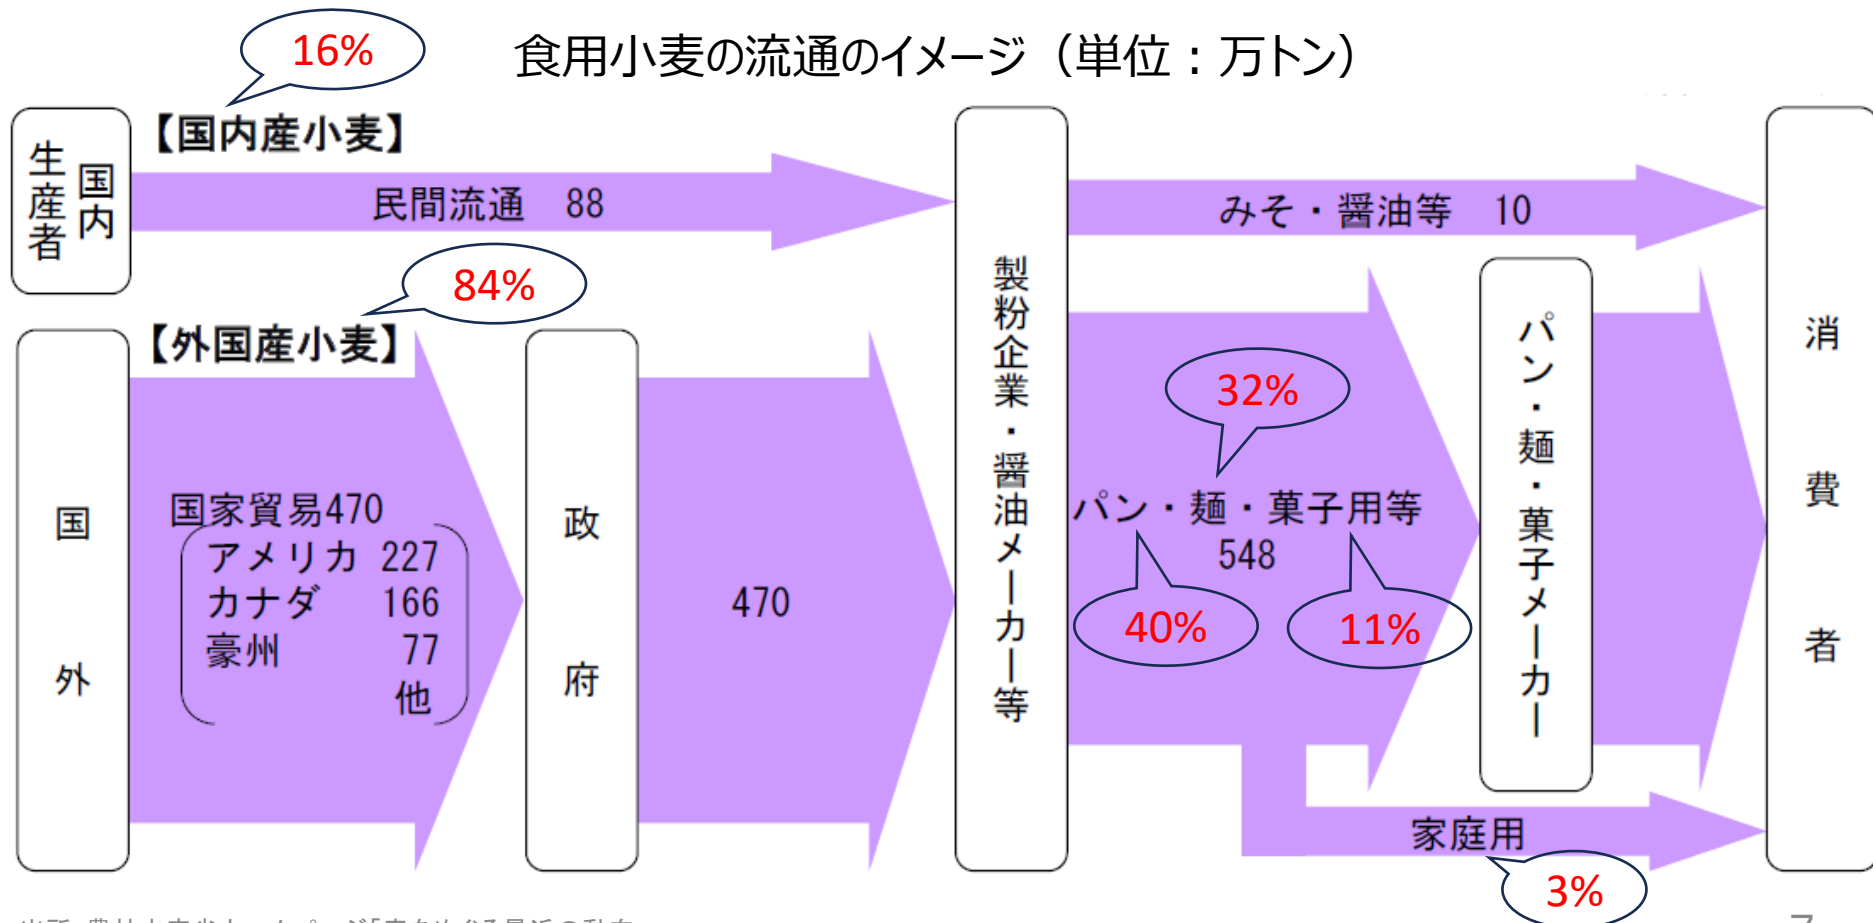 食用小麦の流通のイメージ（単位：万トン）
16%
【国内産小麦】
国内
生産者
民間流通 88
84%
【外国産小麦】
国外
国家貿易470
アメリカ 227
カナダ 166
豪州 77
他
政府
470
製粉企業・醤油メーカー等
みそ・醤油等 10
32%
パン・麺・菓子用等
548
40%
11%
パン・麺・菓子メーカー
家庭用
3%
消費者
7